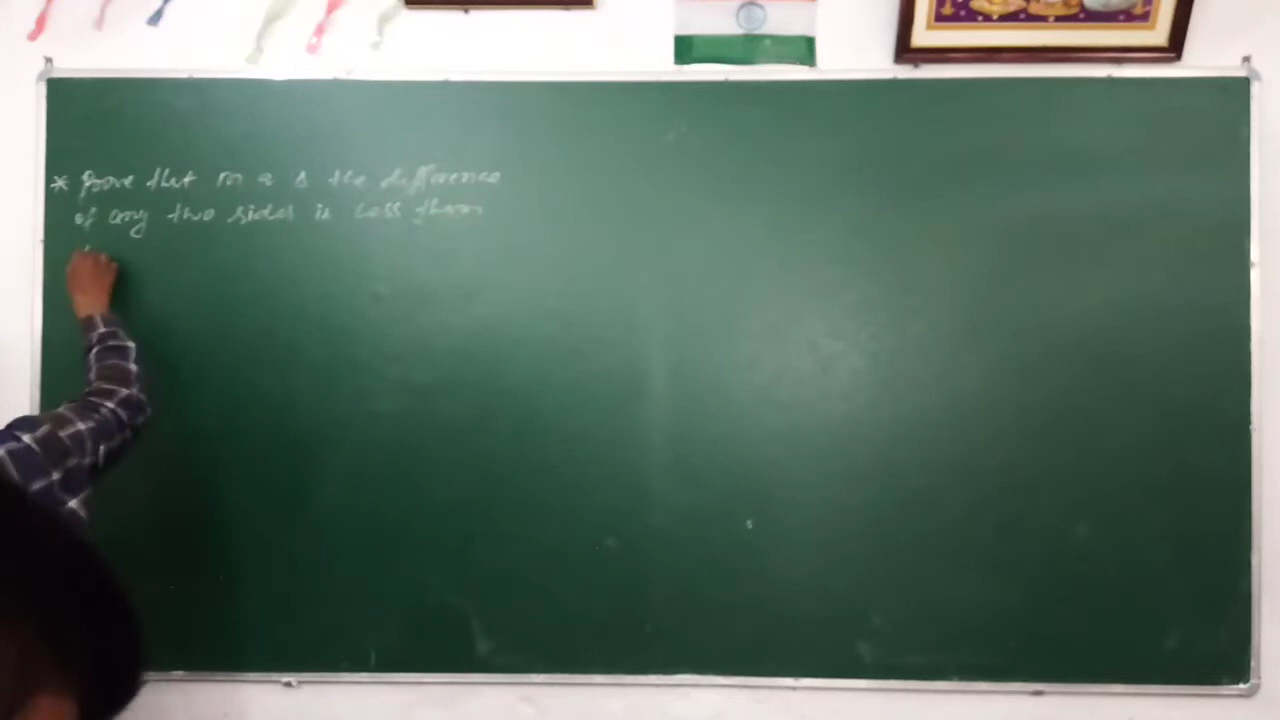 * Prove that in a Δ the difference
of any two sides is less than